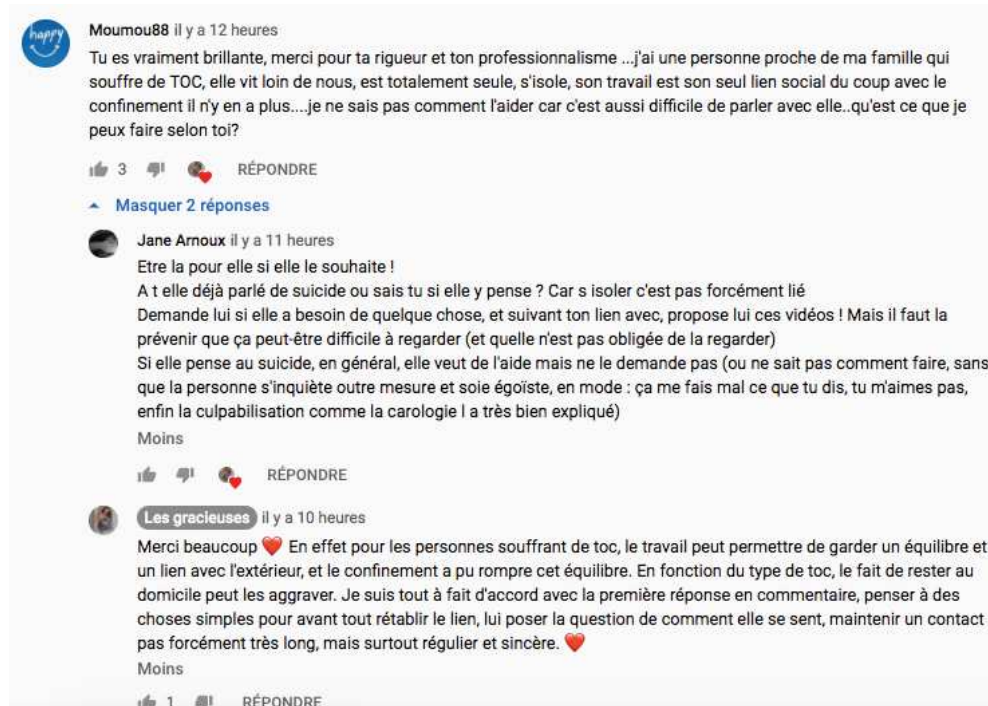 happy
Moumou88 il y a 12 heures
Tu es vraiment brillante, merci pour ta rigueur et ton professionnalisme ...j'ai une personne proche de ma famille qui
souffre de TOC, elle vit loin de nous, est totalement seule, s'isole, son travail est son seul lien social du coup avec le
confinement il n'y en a plus....je ne sais pas comment l'aider car c'est aussi difficile de parler avec elle..qu'est ce que je
peux faire selon toi?
3 RÉPONDRE
Masquer 2 réponses
Jane Arnoux il y a 11 heures
Etre la pour elle si elle le souhaite !
A t elle déjà parlé de suicide ou sais tu si elle y pense ? Car s isoler c'est pas forcément lié
Demande lui si elle a besoin de quelque chose, et suivant ton lien avec, propose lui ces vidéos ! Mais il faut la
prévenir que ça peut-être difficile à regarder (et quelle n'est pas obligée de la regarder)
Si elle pense au suicide, en général, elle veut de l'aide mais ne le demande pas (ou ne sait pas comment faire, sans
que la personne s'inquiète outre mesure et soie égoïste, en mode : ça me fais mal ce que tu dis, tu m'aimes pas,
enfin la culpabilisation comme la carologie l a très bien expliqué)
Moins
RÉPONDRE
Les gracieuses il y a 10 heures
Merci beaucoup ❤️ En effet pour les personnes souffrant de toc, le travail peut permettre de garder un équilibre et
un lien avec l'extérieur, et le confinement a pu rompre cet équilibre. En fonction du type de toc, le fait de rester au
domicile peut les aggraver. Je suis tout à fait d'accord avec la première réponse en commentaire, penser à des
choses simples pour avant tout rétablir le lien, lui poser la question de comment elle se sent, maintenir un contact
pas forcément très long, mais surtout régulier et sincère. ❤️
Moins
1 RÉPONDRE